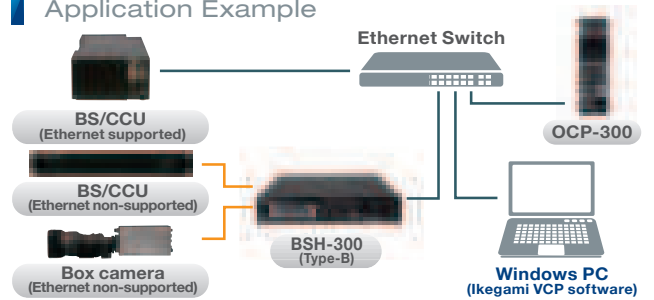 Application Example
Ethernet Switch
BS/CCU
(Ethernet supported)
OCP-300
BS/CCU
(Ethernet non-supported)
BSH-300
(Type-B)
Box camera
(Ethernet non-supported)
Windows PC
(Ikegami VCP software)